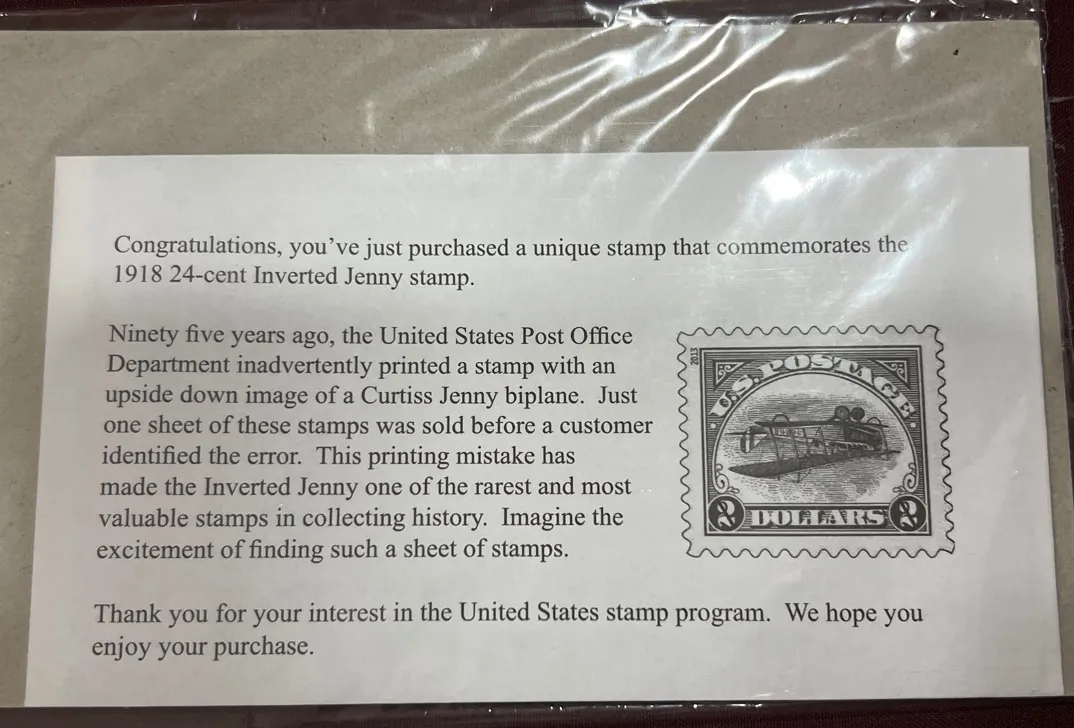 Congratulations, you've just purchased a unique stamp that commemorates the
1918 24-cent Inverted Jenny stamp.
Ninety five years ago, the United States Post Office
Department inadvertently printed a stamp with an
upside down image of a Curtiss Jenny biplane.  Just
one sheet of these stamps was sold before a customer
identified the error.  This printing mistake has
made the Inverted Jenny one of the rarest and most
valuable stamps in collecting history.  Imagine the
excitement of finding such a sheet of stamps.
2013
U.S. POSTAGE
2 DOLLARS 2
Thank you for your interest in the United States stamp program.  We hope you
enjoy your purchase.